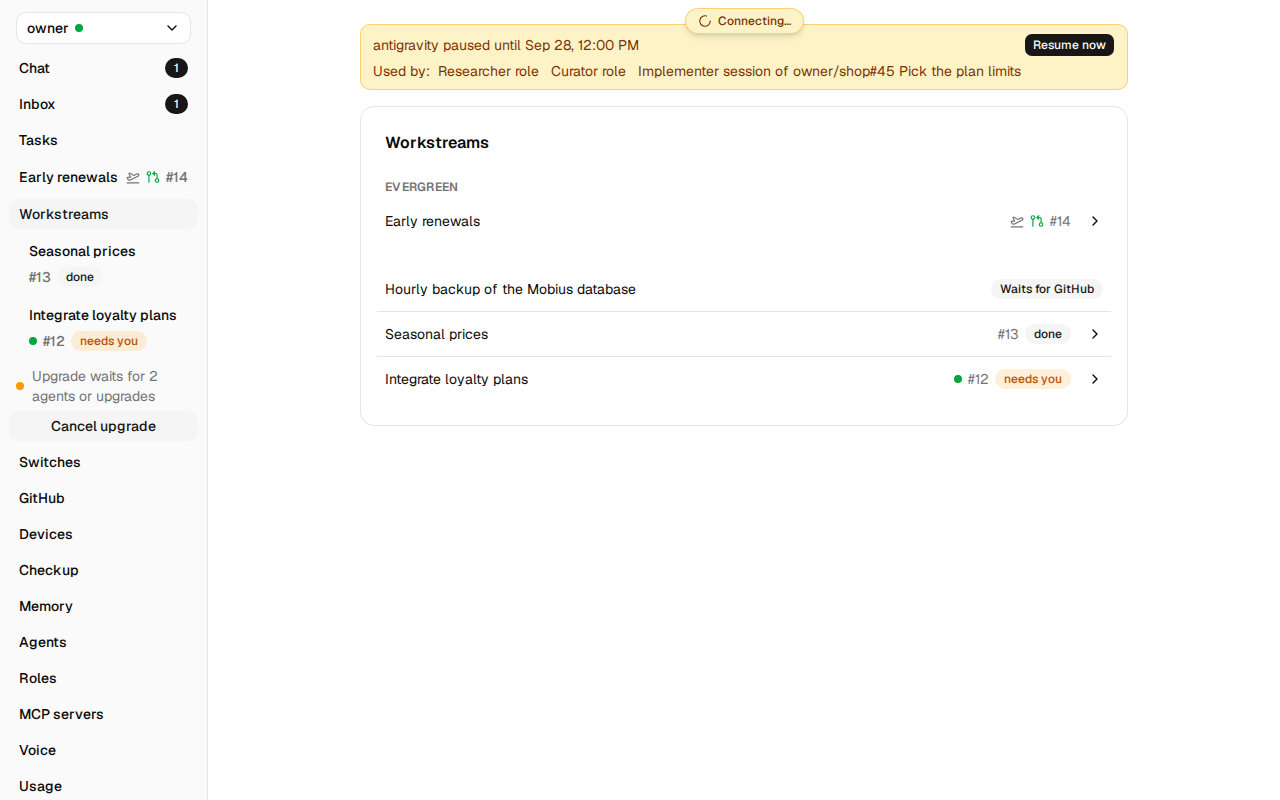 owner
Chat 1
Inbox 1
Tasks
Early renewals #14
Workstreams
Seasonal prices
#13 done
Integrate loyalty plans
#12 needs you
Upgrade waits for 2
agents or upgrades
Cancel upgrade
Switches
GitHub
Devices
Checkup
Memory
Agents
Roles
MCP servers
Voice
Usage
Connecting…
antigravity paused until Sep 28, 12:00 PM Resume now
Used by: Researcher role Curator role Implementer session of owner/shop#45 Pick the plan limits
Workstreams
EVERGREEN
Early renewals #14
Hourly backup of the Mobius database Waits for GitHub
Seasonal prices #13 done
Integrate loyalty plans #12 needs you